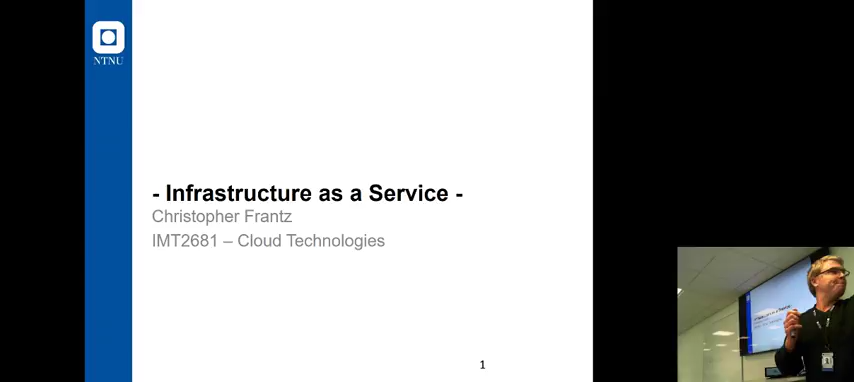 NTNU
- Infrastructure as a Service -
Christopher Frantz
IMT2681 – Cloud Technologies
1